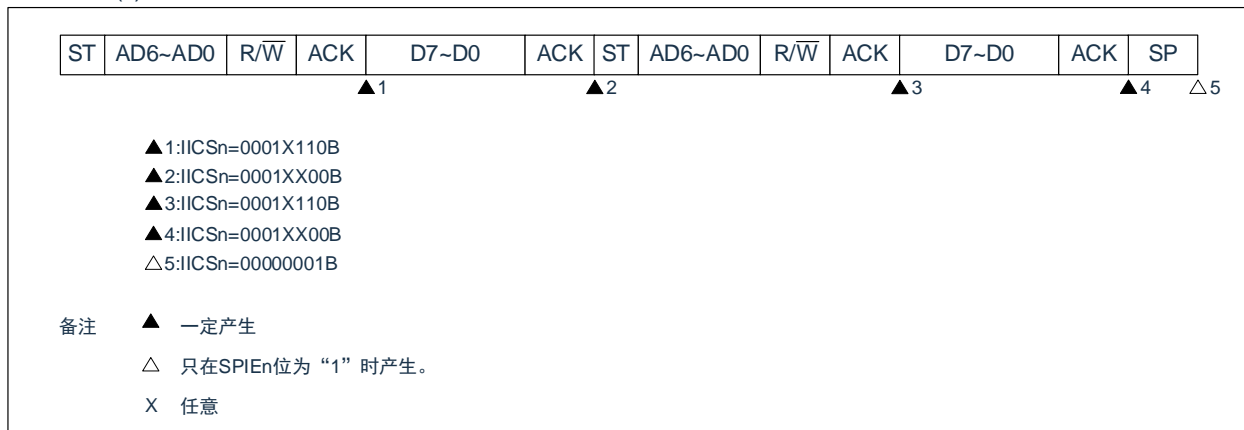 ST AD6~AD0 R/W̅ ACK D7~D0 ACK ST AD6~AD0 R/W̅ ACK D7~D0 ACK SP
▲1 ▲2 ▲3 ▲4 △5
▲1:IICSn=0001X110B
▲2:IICSn=0001XX00B
▲3:IICSn=0001X110B
▲4:IICSn=0001XX00B
△5:IICSn=00000001B
备注 ▲ 一定产生
△ 只在SPIEn位为“1”时产生。
X 任意